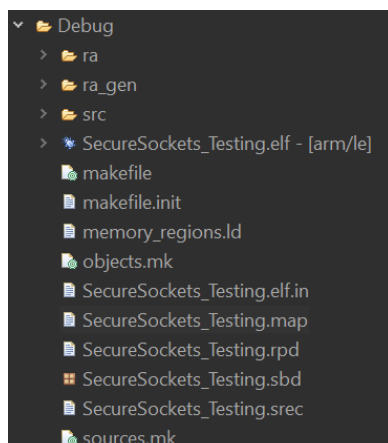 Debug
ra
ra_gen
src
SecureSockets_Testing.elf - [arm/le]
makefile
makefile.init
memory_regions.ld
objects.mk
SecureSockets_Testing.elf.in
SecureSockets_Testing.map
SecureSockets_Testing.rpd
SecureSockets_Testing.sbd
SecureSockets_Testing.srec
sources.mk